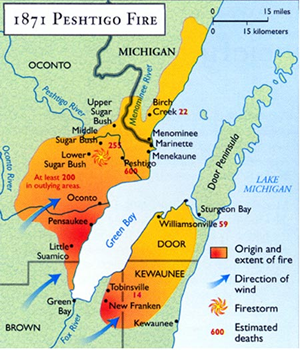 1871 PESHTIGO FIRE
0 15 miles
0 15 kilometers
MICHIGAN
OCONTO
Peshtigo River
Menominee River
Upper
Sugar Bush
Birch
Creek 22
Middle
Sugar Bush
255
Menominee
Marinette
Menekaune
Lower
Sugar Bush
Peshtigo
600
At least 200
in outlying areas.
Oconto River
Oconto
Pensaukee
Little
Suamico
Green Bay
Door Peninsula
LAKE
MICHIGAN
Sturgeon Bay
Williamsonville 59
DOOR
KEWAUNEE
Tobinsville
14
New Franken
Green
Bay
Fox River
BROWN
Kewaunee
Origin and
extent of fire
Direction of
wind
Firestorm
600 Estimated
deaths